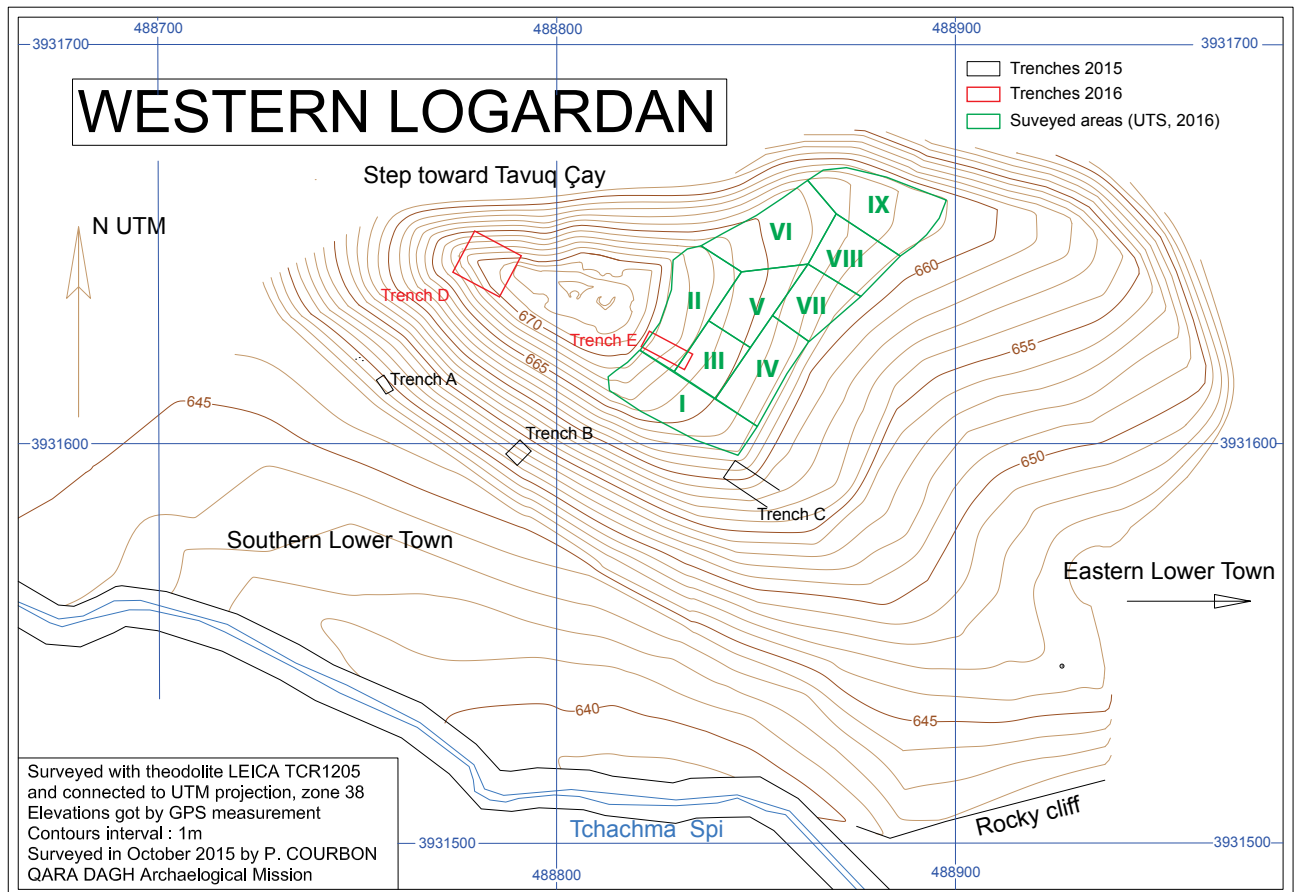 488700
488800
488900
3931700
3931700
WESTERN LOGARDAN
Trenches 2015
Trenches 2016
Suveyed areas (UTS, 2016)
Step toward Tavuq Çay
N UTM
IX
VI
VIII
660
Trench D
II
V
VII
670
Trench E
655
665
III
IV
Trench A
I
645
Trench B
3931600
3931600
650
Trench C
Southern Lower Town
Eastern Lower Town
640
645
Surveyed with theodolite LEICA TCR1205
and connected to UTM projection, zone 38
Elevations got by GPS measurement
Contours interval : 1m
Surveyed in October 2015 by P. COURBON
QARA DAGH Archaelogical Mission
Tchachma Spi
Rocky cliff
3931500
3931500
488800
488900